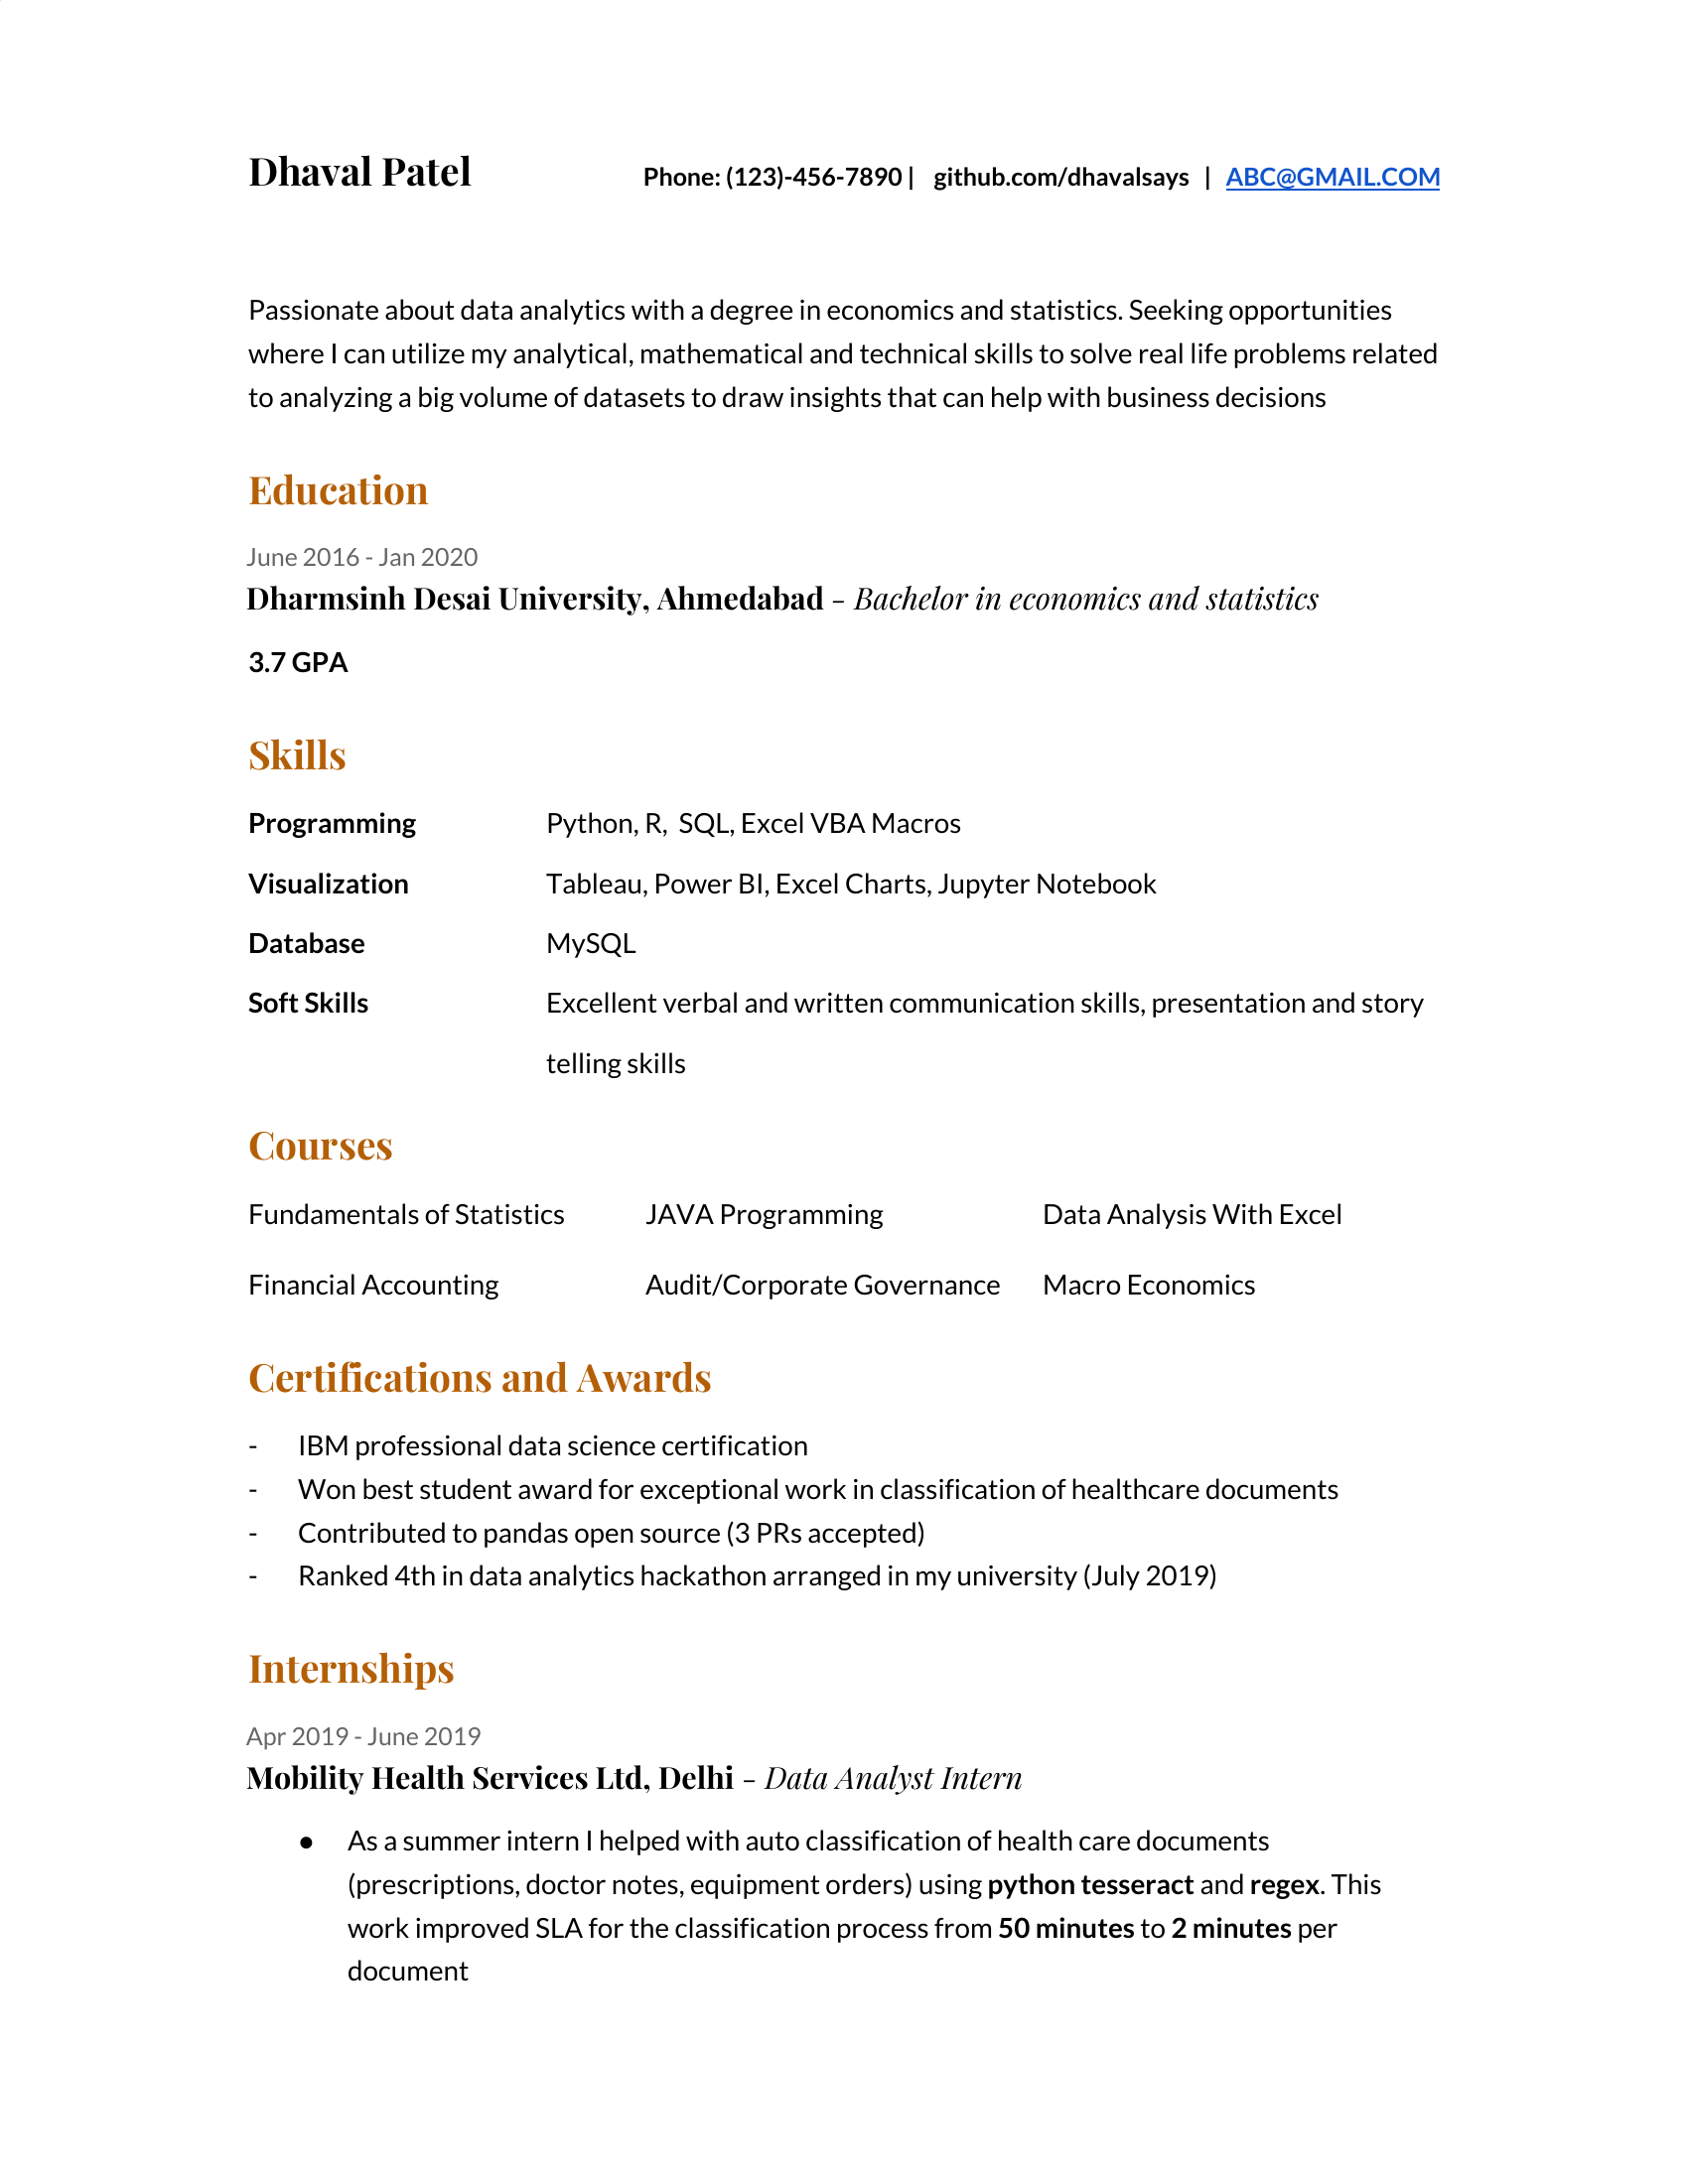 Dhaval Patel Phone: (123)-456-7890 | github.com/dhavalsays | ABC@GMAIL.COM
Passionate about data analytics with a degree in economics and statistics. Seeking opportunities
where I can utilize my analytical, mathematical and technical skills to solve real life problems related
to analyzing a big volume of datasets to draw insights that can help with business decisions
Education
June 2016 - Jan 2020
Dharmsinh Desai University, Ahmedabad - Bachelor in economics and statistics
3.7 GPA
Skills
Programming Python, R, SQL, Excel VBA Macros
Visualization Tableau, Power BI, Excel Charts, Jupyter Notebook
Database MySQL
Soft Skills Excellent verbal and written communication skills, presentation and story
telling skills
Courses
Fundamentals of Statistics JAVA Programming Data Analysis With Excel
Financial Accounting Audit/Corporate Governance Macro Economics
Certifications and Awards
- IBM professional data science certification
- Won best student award for exceptional work in classification of healthcare documents
- Contributed to pandas open source (3 PRs accepted)
- Ranked 4th in data analytics hackathon arranged in my university (July 2019)
Internships
Apr 2019 - June 2019
Mobility Health Services Ltd, Delhi - Data Analyst Intern
● As a summer intern I helped with auto classification of health care documents
(prescriptions, doctor notes, equipment orders) using python tesseract and regex. This
work improved SLA for the classification process from 50 minutes to 2 minutes per
document